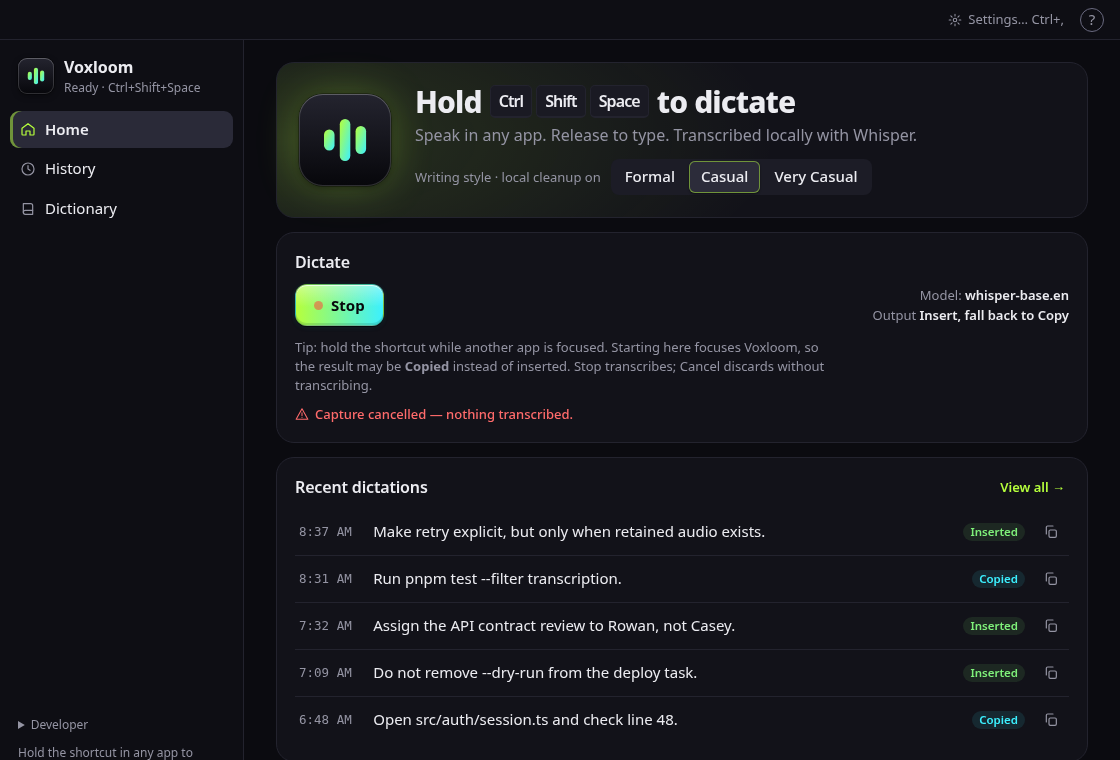 Settings... Ctrl+,
?
Voxloom
Ready · Ctrl+Shift+Space
Home
History
Dictionary
Developer
Hold the shortcut in any app to
Hold Ctrl Shift Space to dictate
Speak in any app. Release to type. Transcribed locally with Whisper.
Writing style · local cleanup on Formal Casual Very Casual
Dictate
Stop
Model: whisper-base.en
Output Insert, fall back to Copy
Tip: hold the shortcut while another app is focused. Starting here focuses Voxloom, so
the result may be Copied instead of inserted. Stop transcribes; Cancel discards without
transcribing.
Capture cancelled — nothing transcribed.
Recent dictations View all →
8:37 AM Make retry explicit, but only when retained audio exists. Inserted
8:31 AM Run pnpm test --filter transcription. Copied
7:32 AM Assign the API contract review to Rowan, not Casey. Inserted
7:09 AM Do not remove --dry-run from the deploy task. Inserted
6:48 AM Open src/auth/session.ts and check line 48. Copied